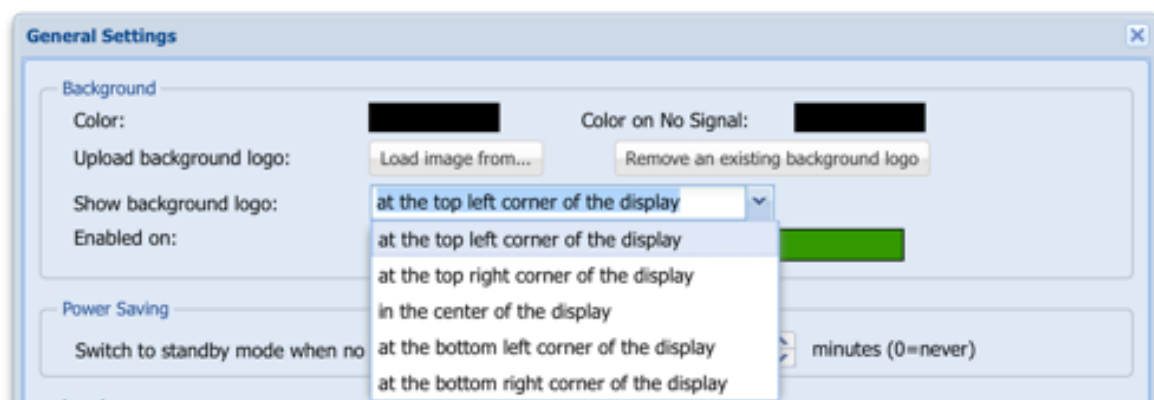 General Settings
Background
Color: Color on No Signal:
Upload background logo: Load image from... Remove an existing background logo
Show background logo: at the top left corner of the display
Enabled on:
at the top left corner of the display
at the top right corner of the display
in the center of the display
at the bottom left corner of the display
at the bottom right corner of the display
Power Saving
Switch to standby mode when no minutes (0=never)